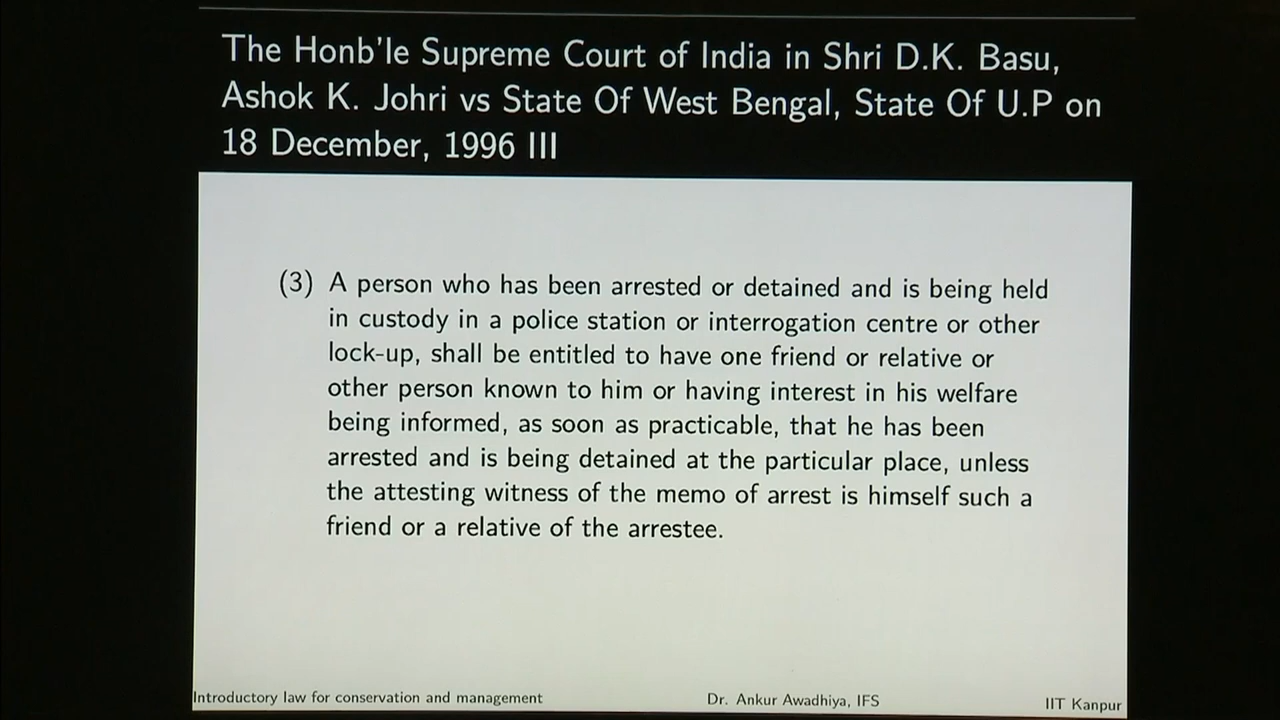 The Honb'le Supreme Court of India in Shri D.K. Basu,
Ashok K. Johri vs State Of West Bengal, State Of U.P on
18 December, 1996 III
(3) A person who has been arrested or detained and is being held
in custody in a police station or interrogation centre or other
lock-up, shall be entitled to have one friend or relative or
other person known to him or having interest in his welfare
being informed, as soon as practicable, that he has been
arrested and is being detained at the particular place, unless
the attesting witness of the memo of arrest is himself such a
friend or a relative of the arrestee.
Introductory law for conservation and management Dr. Ankur Awadhiya, IFS IIT Kanpur